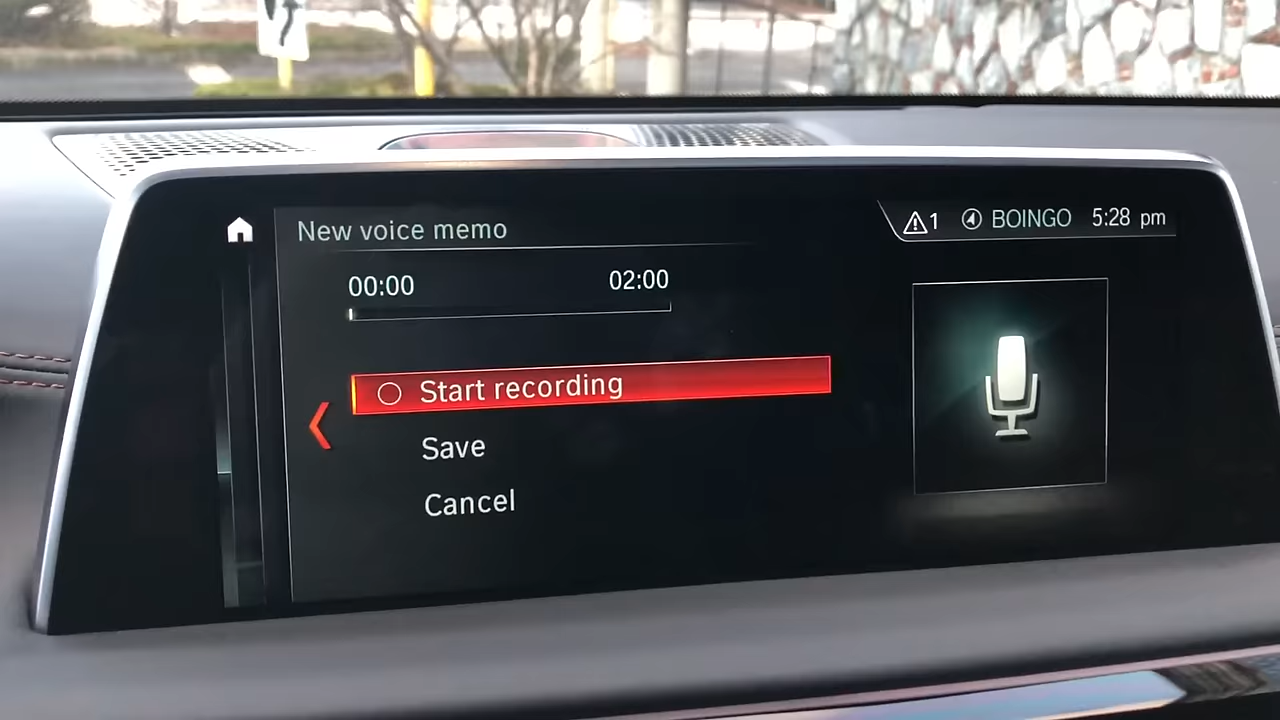 New voice memo
1 BOINGO 5:28 pm
00:00 02:00
Start recording
Save
Cancel